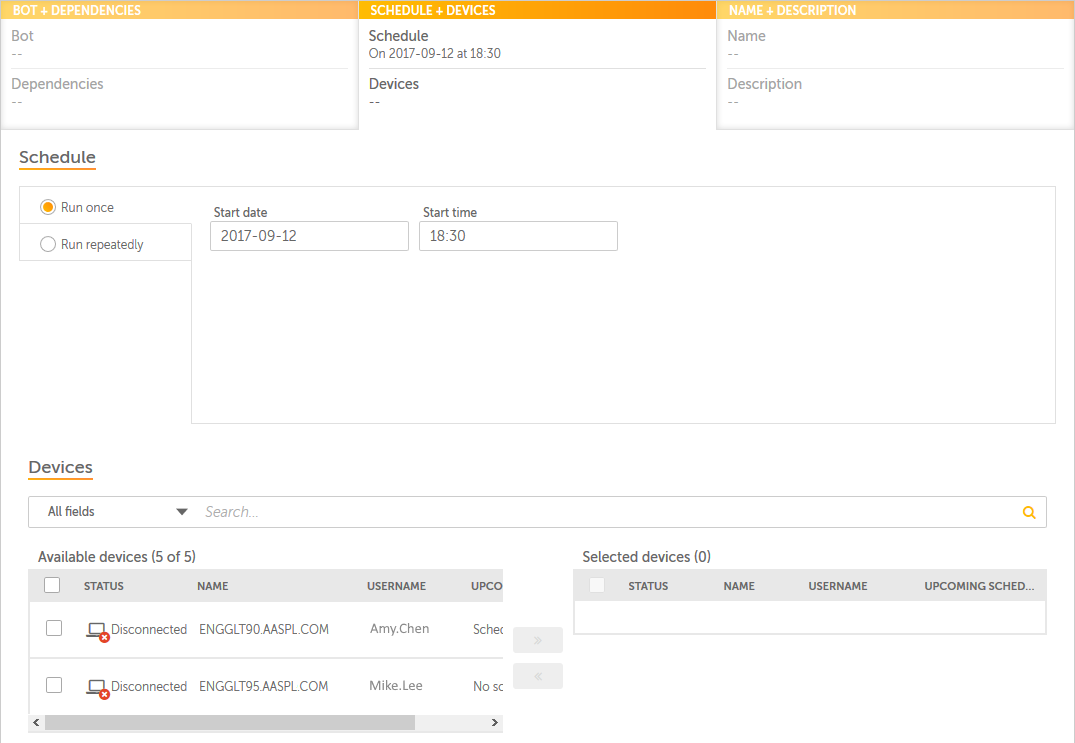 BOT + DEPENDENCIES
SCHEDULE + DEVICES
NAME + DESCRIPTION
Bot
--
Dependencies
--
Schedule
On 2017-09-12 at 18:30
Devices
--
Name
--
Description
--
Schedule
Run once
Run repeatedly
Start date
2017-09-12
Start time
18:30
Devices
All fields
Search...
Available devices (5 of 5)
STATUS NAME USERNAME UPCO
Disconnected ENGGLT90.AASPL.COM Amy.Chen Sched
Disconnected ENGGLT95.AASPL.COM Mike.Lee No sc
Selected devices (0)
STATUS NAME USERNAME UPCOMING SCHED...